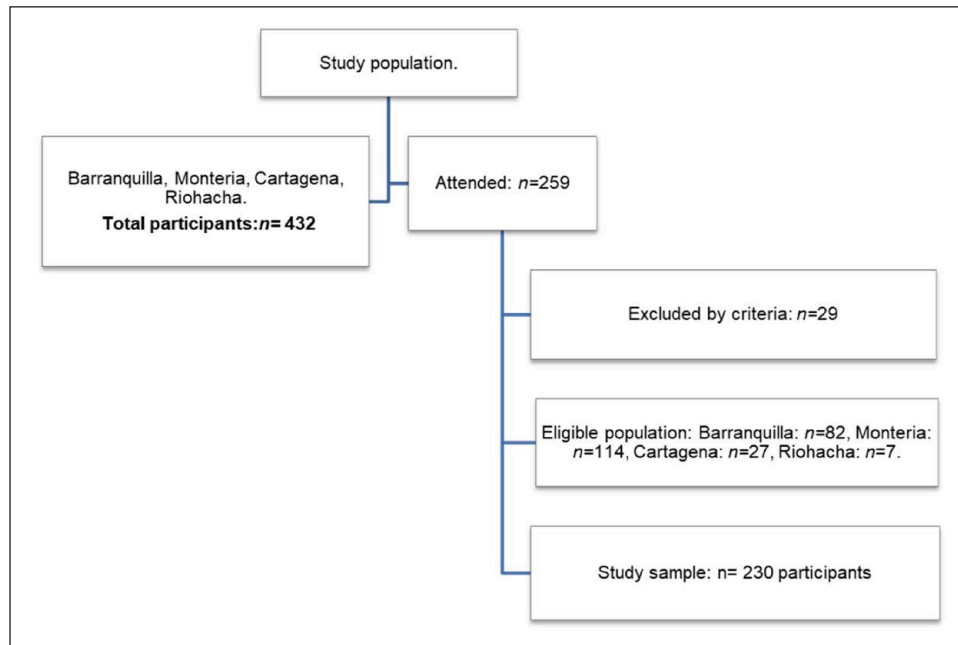 Study population.
Barranquilla, Monteria, Cartagena,
Riohacha.
Total participants:n= 432
Attended: n=259
Excluded by criteria: n=29
Eligible population: Barranquilla: n=82, Monteria:
n=114, Cartagena: n=27, Riohacha: n=7.
Study sample: n= 230 participants